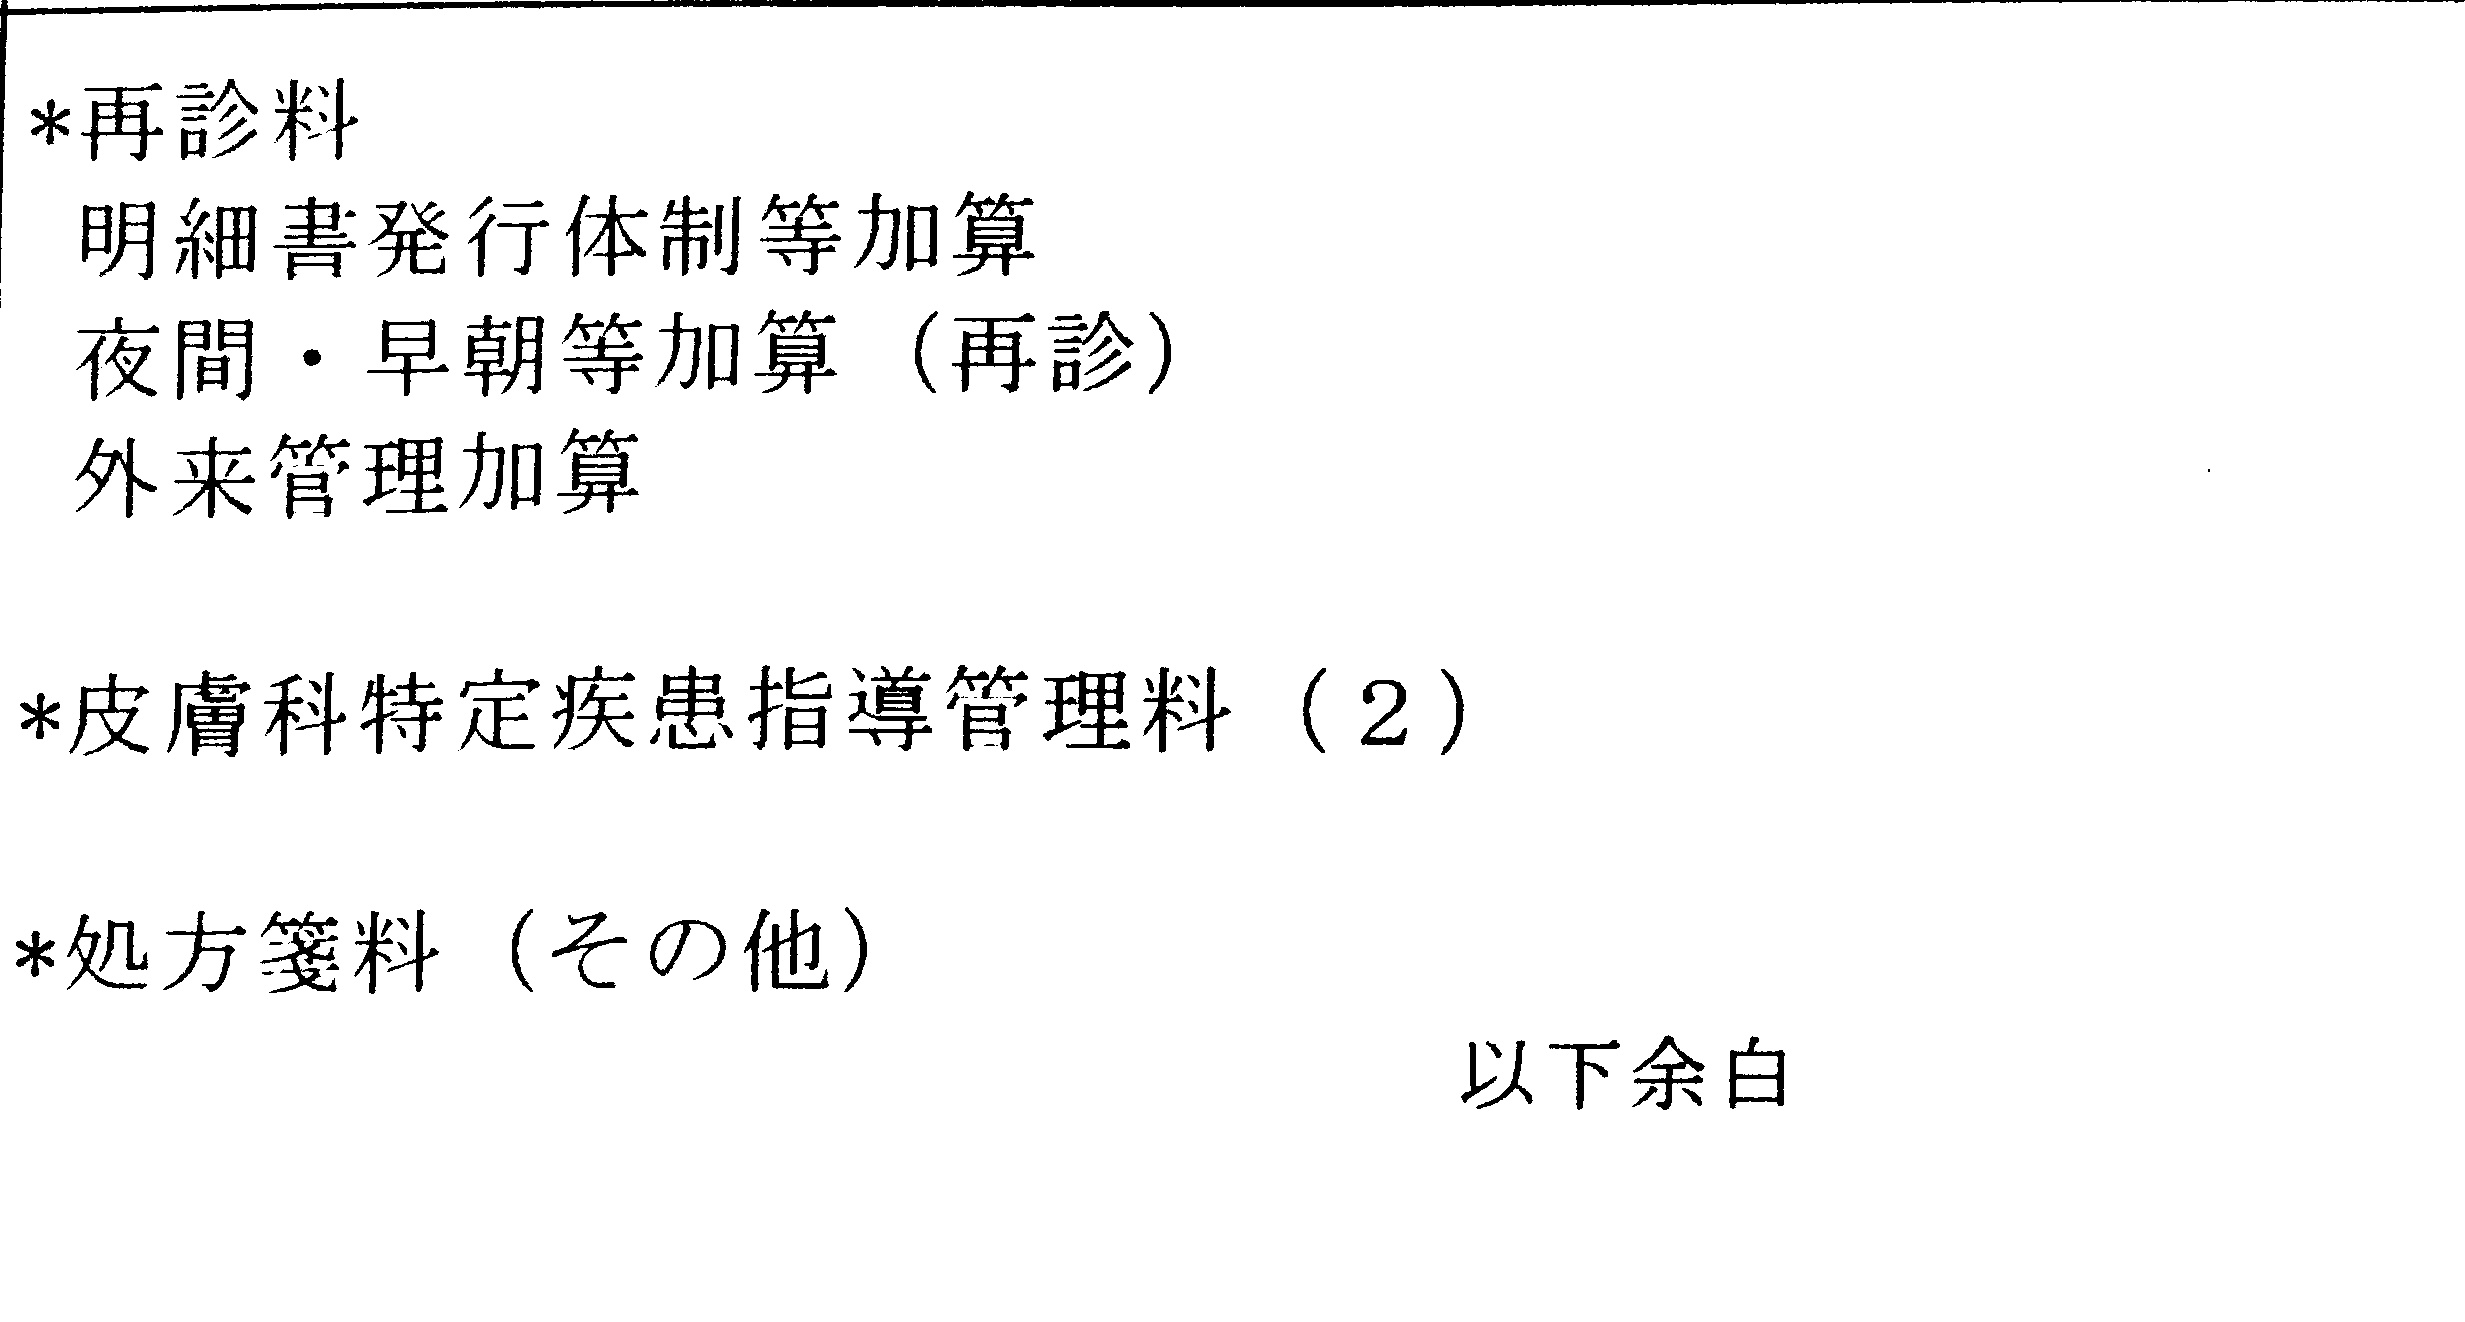 *再診料
明細書発行体制等加算
夜間・早朝等加算（再診）
外来管理加算
*皮膚科特定疾患指導管理料（２）
*処方箋料（その他）
以下余白